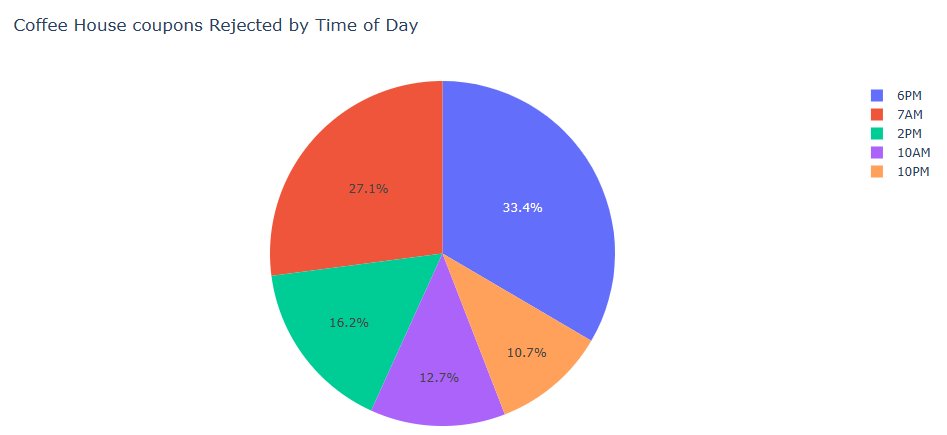 Coffee House coupons Rejected by Time of Day
6PM
7AM
2PM
10AM
10PM
27.1%
33.4%
16.2%
10.7%
12.7%